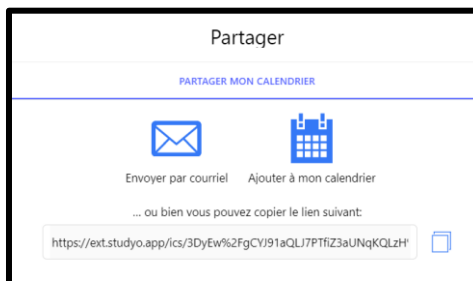 Partager
PARTAGER MON CALENDRIER
Envoyer par courriel Ajouter à mon calendrier
... ou bien vous pouvez copier le lien suivant:
https://ext.studyo.app/ics/3DyEw%2FgCYJ91aQLJ7PTfiZ3aUNqKQLzH